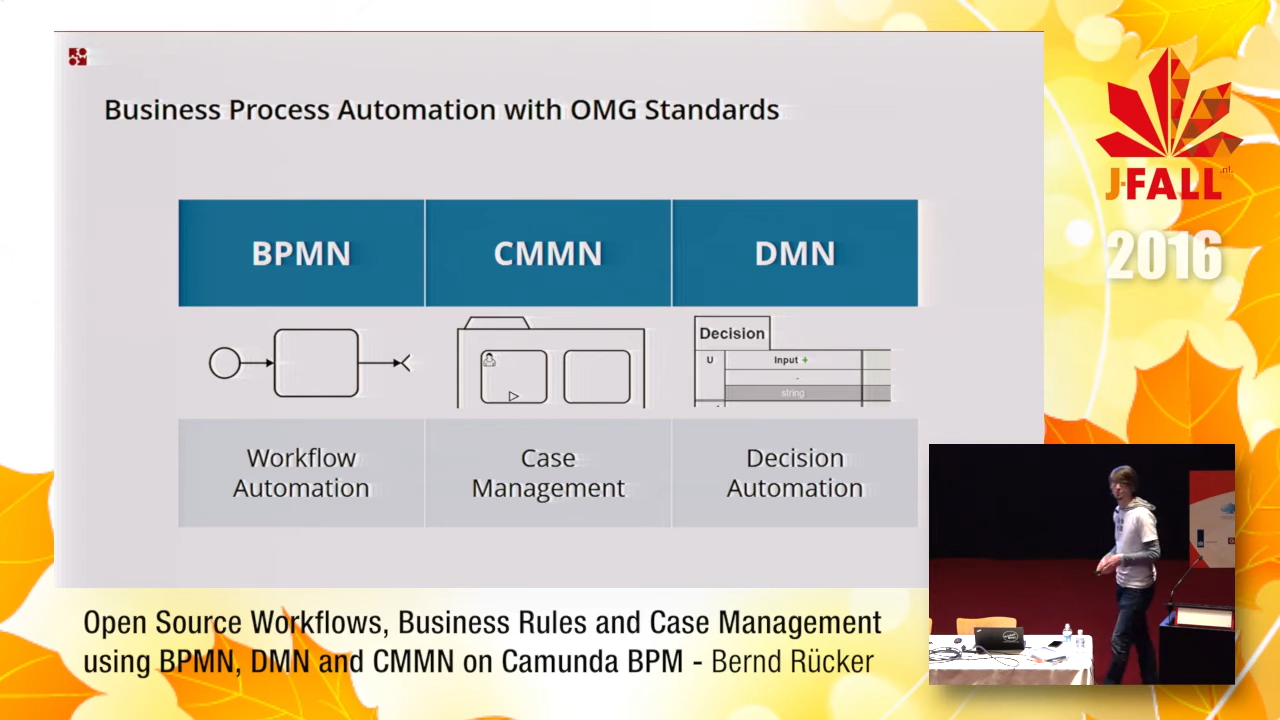 Business Process Automation with OMG Standards
BPMN
CMMN
DMN
Decision
U
Input +
-
string
Workflow
Automation
Case
Management
Decision
Automation
J-FALL.nl
2016
Open Source Workflows, Business Rules and Case Management
using BPMN, DMN and CMMN on Camunda BPM - Bernd Rücker